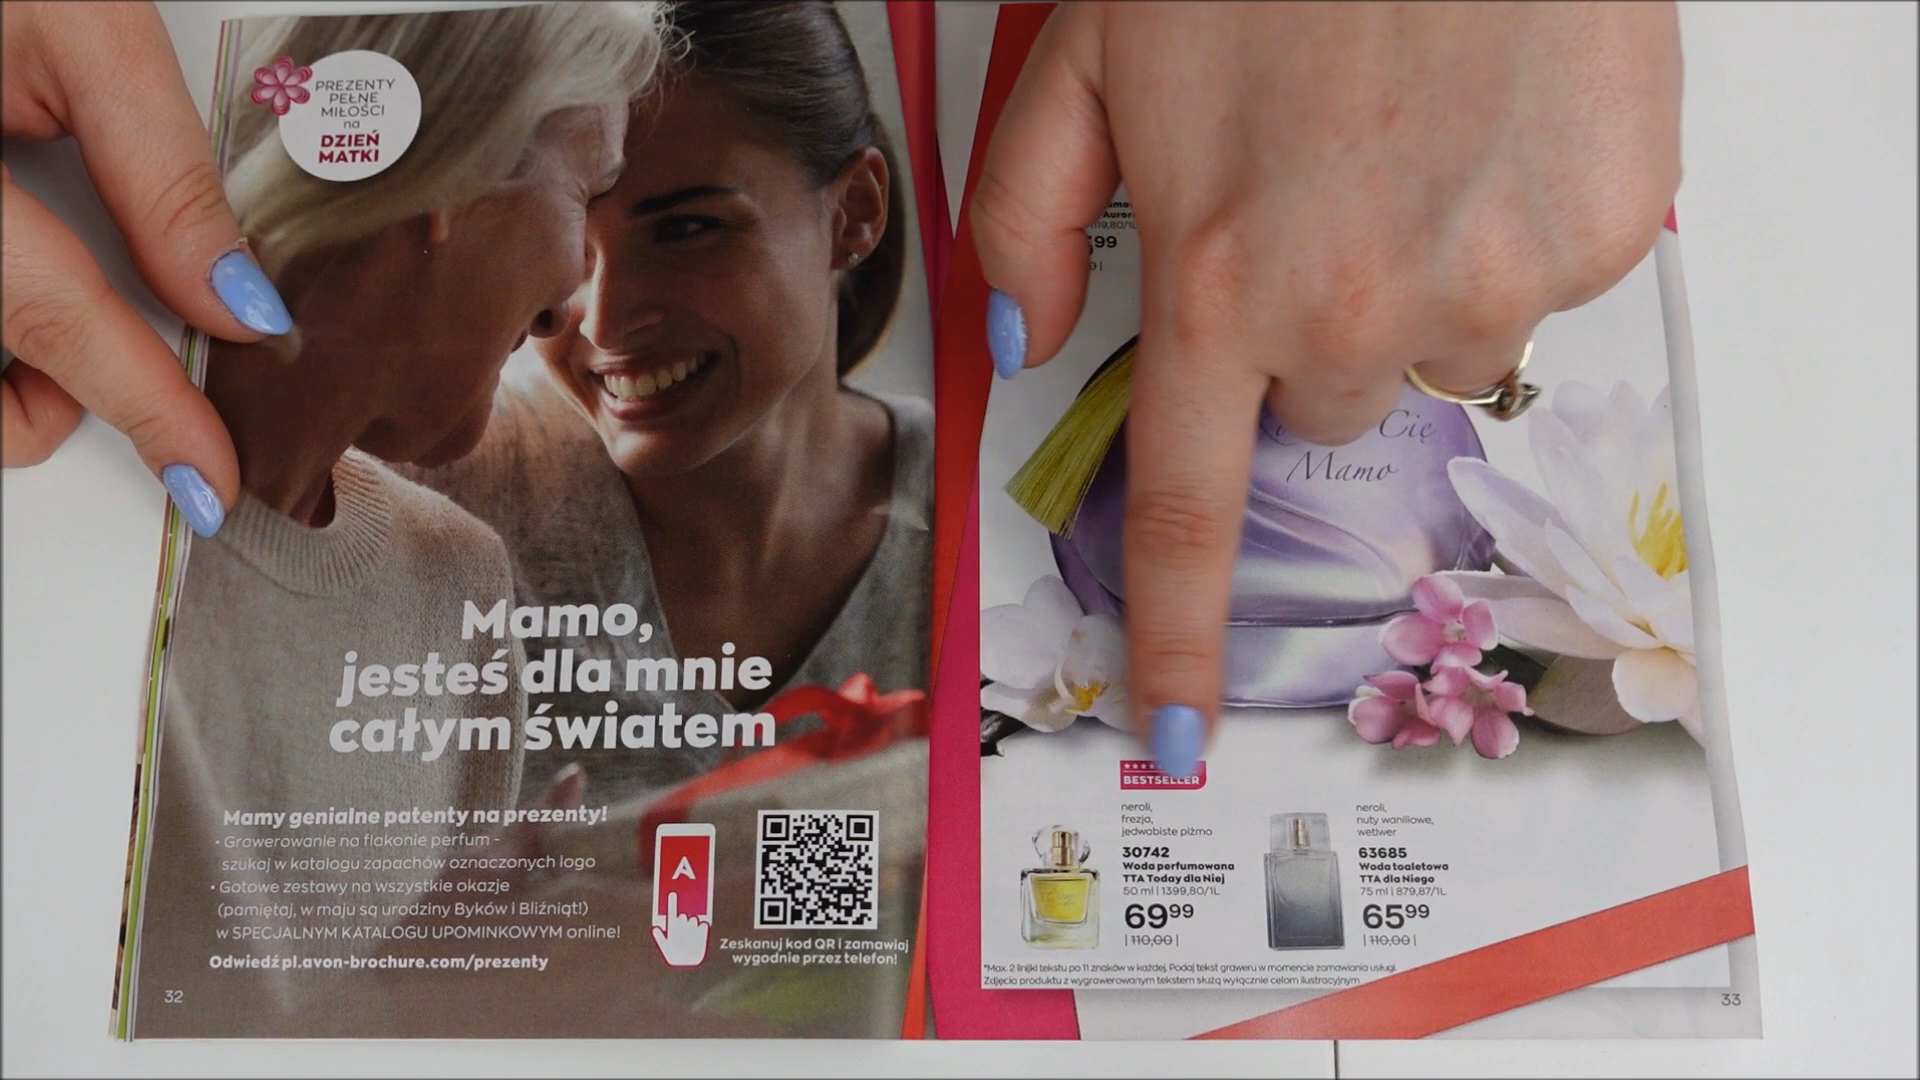 PREZENTY
PEŁNE
MIŁOŚCI
na
DZIEŃ
MATKI
Mamo,
jesteś dla mnie
całym światem
Mamy genialne patenty na prezenty!
• Grawerowanie na flakonie perfum -
szukaj w katalogu zapachów oznaczonych logo
• Gotowe zestawy na wszystkie okazje
(pamiętaj, w maju są urodziny Byków i Bliźniąt!)
w SPECJALNYM KATALOGU UPOMINKOWYM online!
Odwiedź pl.avon-brochure.com/prezenty
A
Zeskanuj kod QR i zamawiaj
wygodnie przez telefon!
32
99
Cię
Mamo
BESTSELLER
neroli,
frezja,
jedwabiste piżmo
30742
Woda perfumowana
TTA Today dla Niej
50 ml | 1399,80/1L
6999
| 110,00 |
neroli,
nuty waniliowe,
wetiwer
63685
Woda toaletowa
TTA dla Niego
75 ml | 879,87/1L
6599
| 110,00 |
*Max. 2 linijki tekstu po 11 znaków w każdej. Podaj tekst graweru w momencie zamawiania usługi.
Zdjęcia produktu z wygrawerowanym tekstem służą wyłącznie celom ilustracyjnym
33